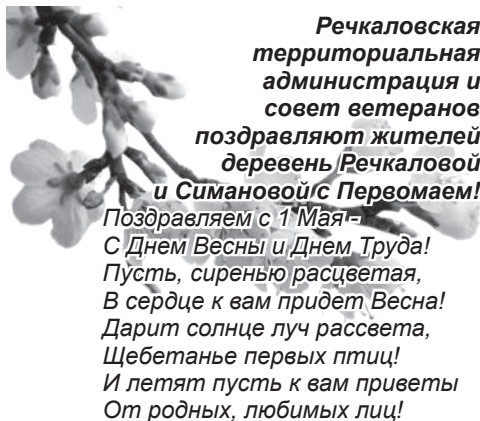 Речкаловская
территориальная
администрация и
совет ветеранов
поздравляют жителей
деревень Речкаловой
и Симановой с Первомаем!
Поздравляем с 1 Мая -
С Днем Весны и Днем Труда!
Пусть, сиренью расцветая,
В сердце к вам придет Весна!
Дарит солнце луч рассвета,
Щебетанье первых птиц!
И летят пусть к вам приветы
От родных, любимых лиц!